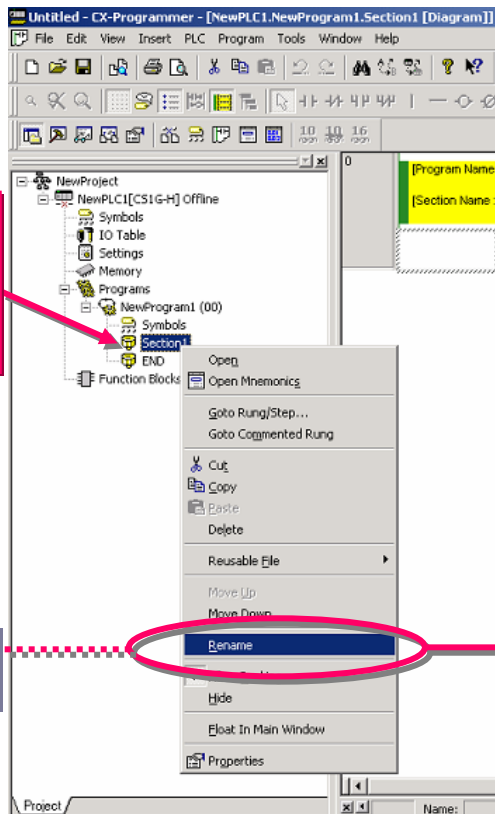 Untitled - CX-Programmer - [NewPLC1.NewProgram1.Section1 [Diagram]]
File Edit View Insert PLC Program Tools Window Help
10 10 16
NewProject
NewPLC1[CS1G-H] Offline
Symbols
IO Table
Settings
Memory
Programs
NewProgram1 (00)
Symbols
Section1
END
Function Blocks
0
[Program Name
[Section Name :
Open
Open Mnemonics
Goto Rung/Step...
Goto Commented Rung
Cut
Copy
Paste
Delete
Reusable File
Move Up
Move Down
Rename
Hide
Float In Main Window
Properties
Project
Name: